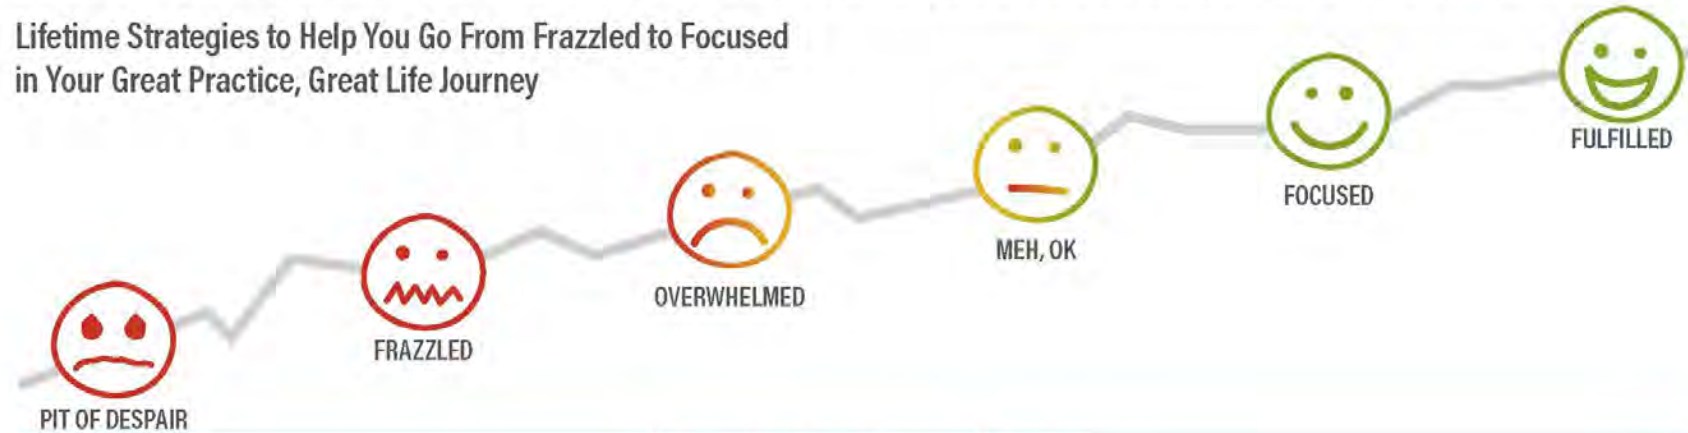 Lifetime Strategies to Help You Go From Frazzled to Focused
in Your Great Practice, Great Life Journey
PIT OF DESPAIR
FRAZZLED
OVERWHELMED
MEH, OK
FOCUSED
FULFILLED